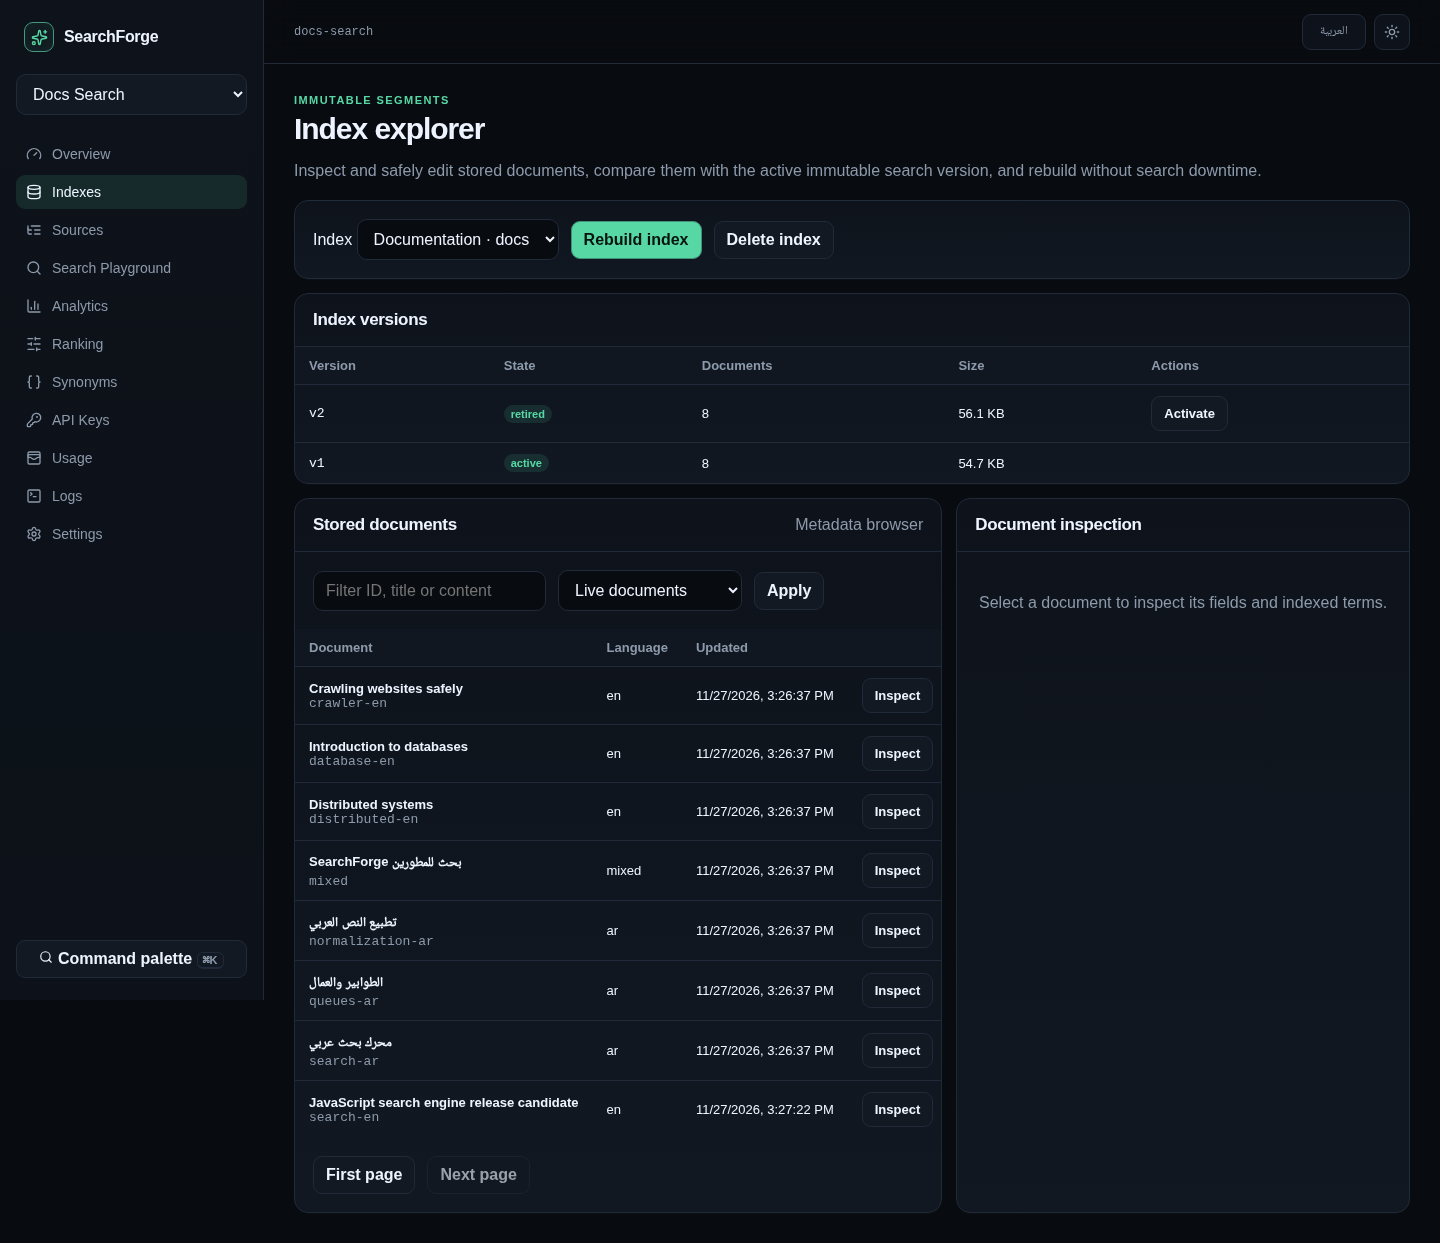 SearchForge
Docs Search
Overview
Indexes
Sources
Search Playground
Analytics
Ranking
Synonyms
API Keys
Usage
Logs
Settings
Command palette ⌘K
docs-search
العربية
IMMUTABLE SEGMENTS
Index explorer
Inspect and safely edit stored documents, compare them with the active immutable search version, and rebuild without search downtime.
Index Documentation · docs Rebuild index Delete index
Index versions
Version State Documents Size Actions
v2 retired 8 56.1 KB Activate
v1 active 8 54.7 KB
Stored documents Metadata browser
Filter ID, title or content Live documents Apply
Document Language Updated
Crawling websites safely
crawler-en
en 11/27/2026, 3:26:37 PM Inspect
Introduction to databases
database-en
en 11/27/2026, 3:26:37 PM Inspect
Distributed systems
distributed-en
en 11/27/2026, 3:26:37 PM Inspect
SearchForge بحث للمطورين
mixed
mixed 11/27/2026, 3:26:37 PM Inspect
تطبيع النص العربي
normalization-ar
ar 11/27/2026, 3:26:37 PM Inspect
الطوابير والعمال
queues-ar
ar 11/27/2026, 3:26:37 PM Inspect
محرك بحث عربي
search-ar
ar 11/27/2026, 3:26:37 PM Inspect
JavaScript search engine release candidate
search-en
en 11/27/2026, 3:27:22 PM Inspect
First page Next page
Document inspection
Select a document to inspect its fields and indexed terms.